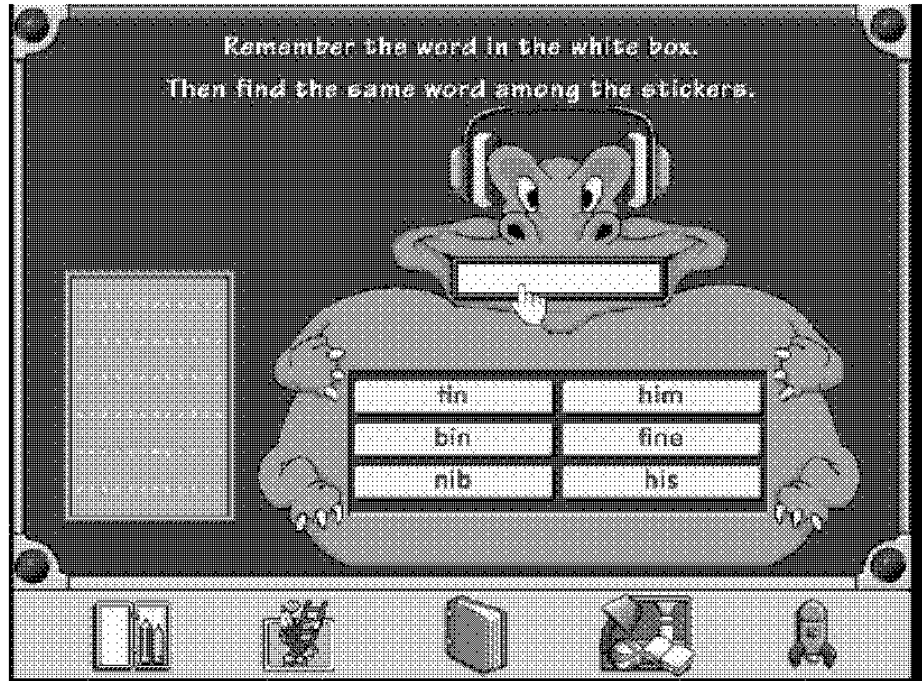 Remember the word in the white box.
Then find the same word among the stickers.
tin him
bin fine
nib his